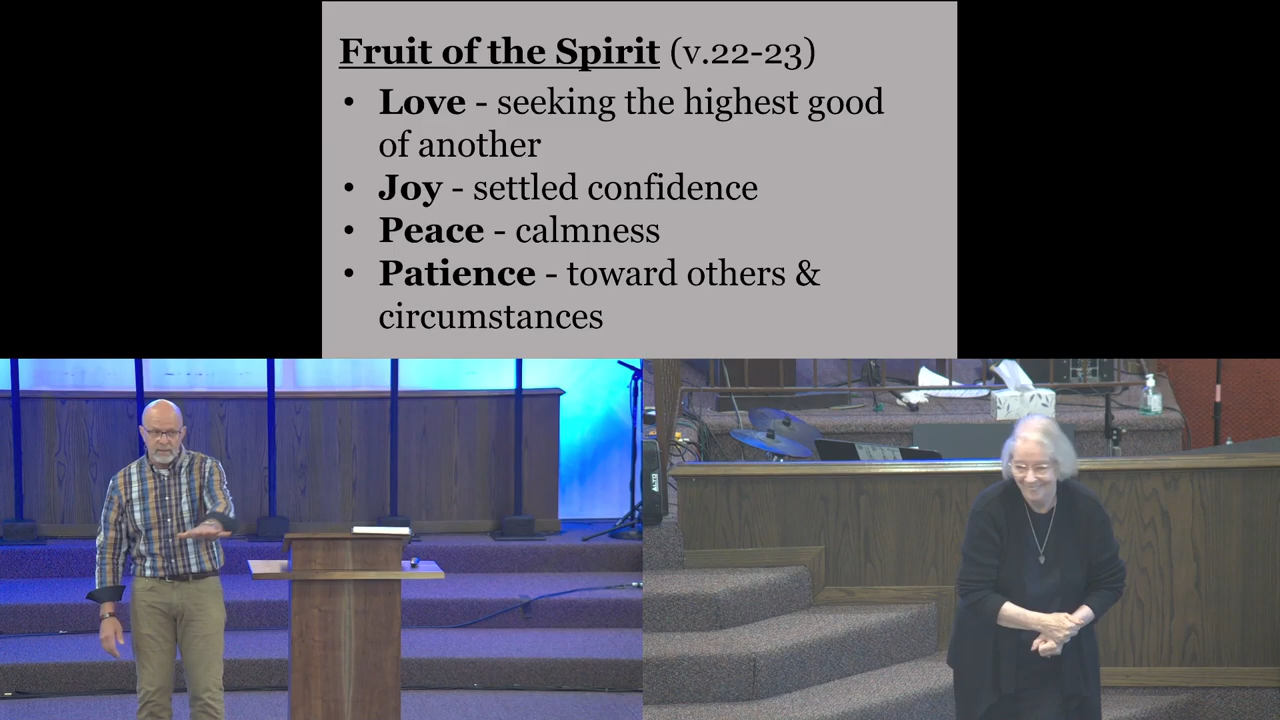 Fruit of the Spirit (v.22-23)
• Love - seeking the highest good
of another
• Joy - settled confidence
• Peace - calmness
• Patience - toward others &
circumstances
ALTO